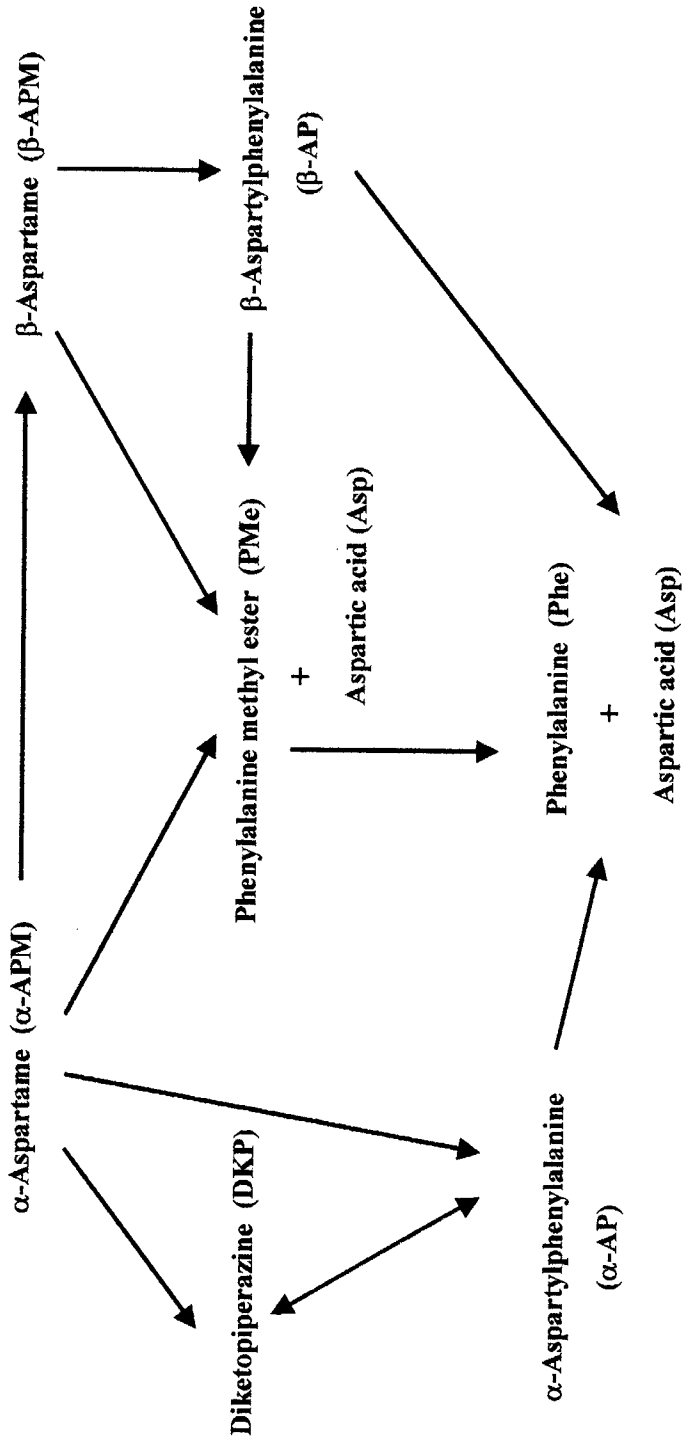 α-Aspartame (α-APM)
β-Aspartame (β-APM)
Diketopiperazine (DKP)
Phenylalanine methyl ester (PMe)
+
Aspartic acid (Asp)
β-Aspartylphenylalanine
(β-AP)
α-Aspartylphenylalanine
(α-AP)
Phenylalanine (Phe)
+
Aspartic acid (Asp)